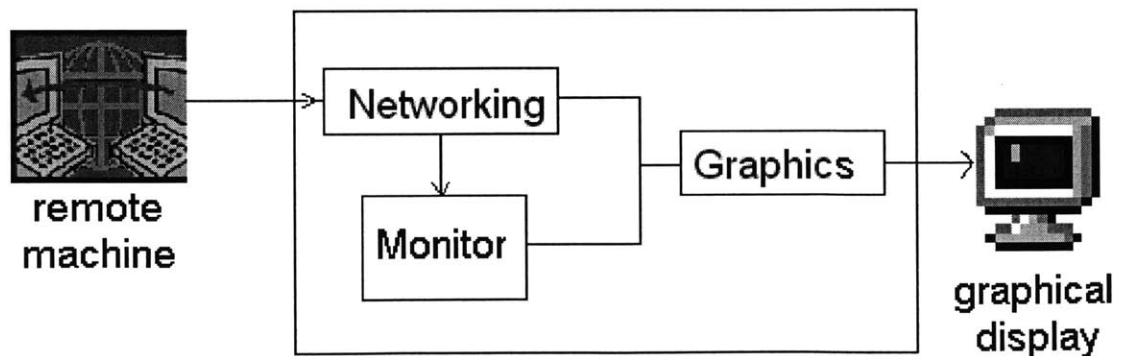 remote
machine
Networking
Monitor
Graphics
graphical
display